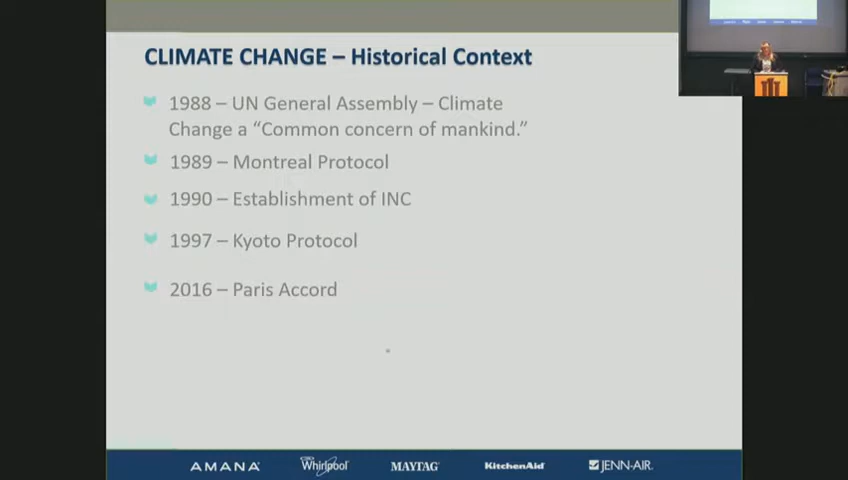 CLIMATE CHANGE – Historical Context
1988 – UN General Assembly – Climate
Change a “Common concern of mankind.”
1989 – Montreal Protocol
1990 – Establishment of INC
1997 – Kyoto Protocol
2016 – Paris Accord
AMANA
Whirlpool
MAYTAG
KitchenAid
JENN-AIR